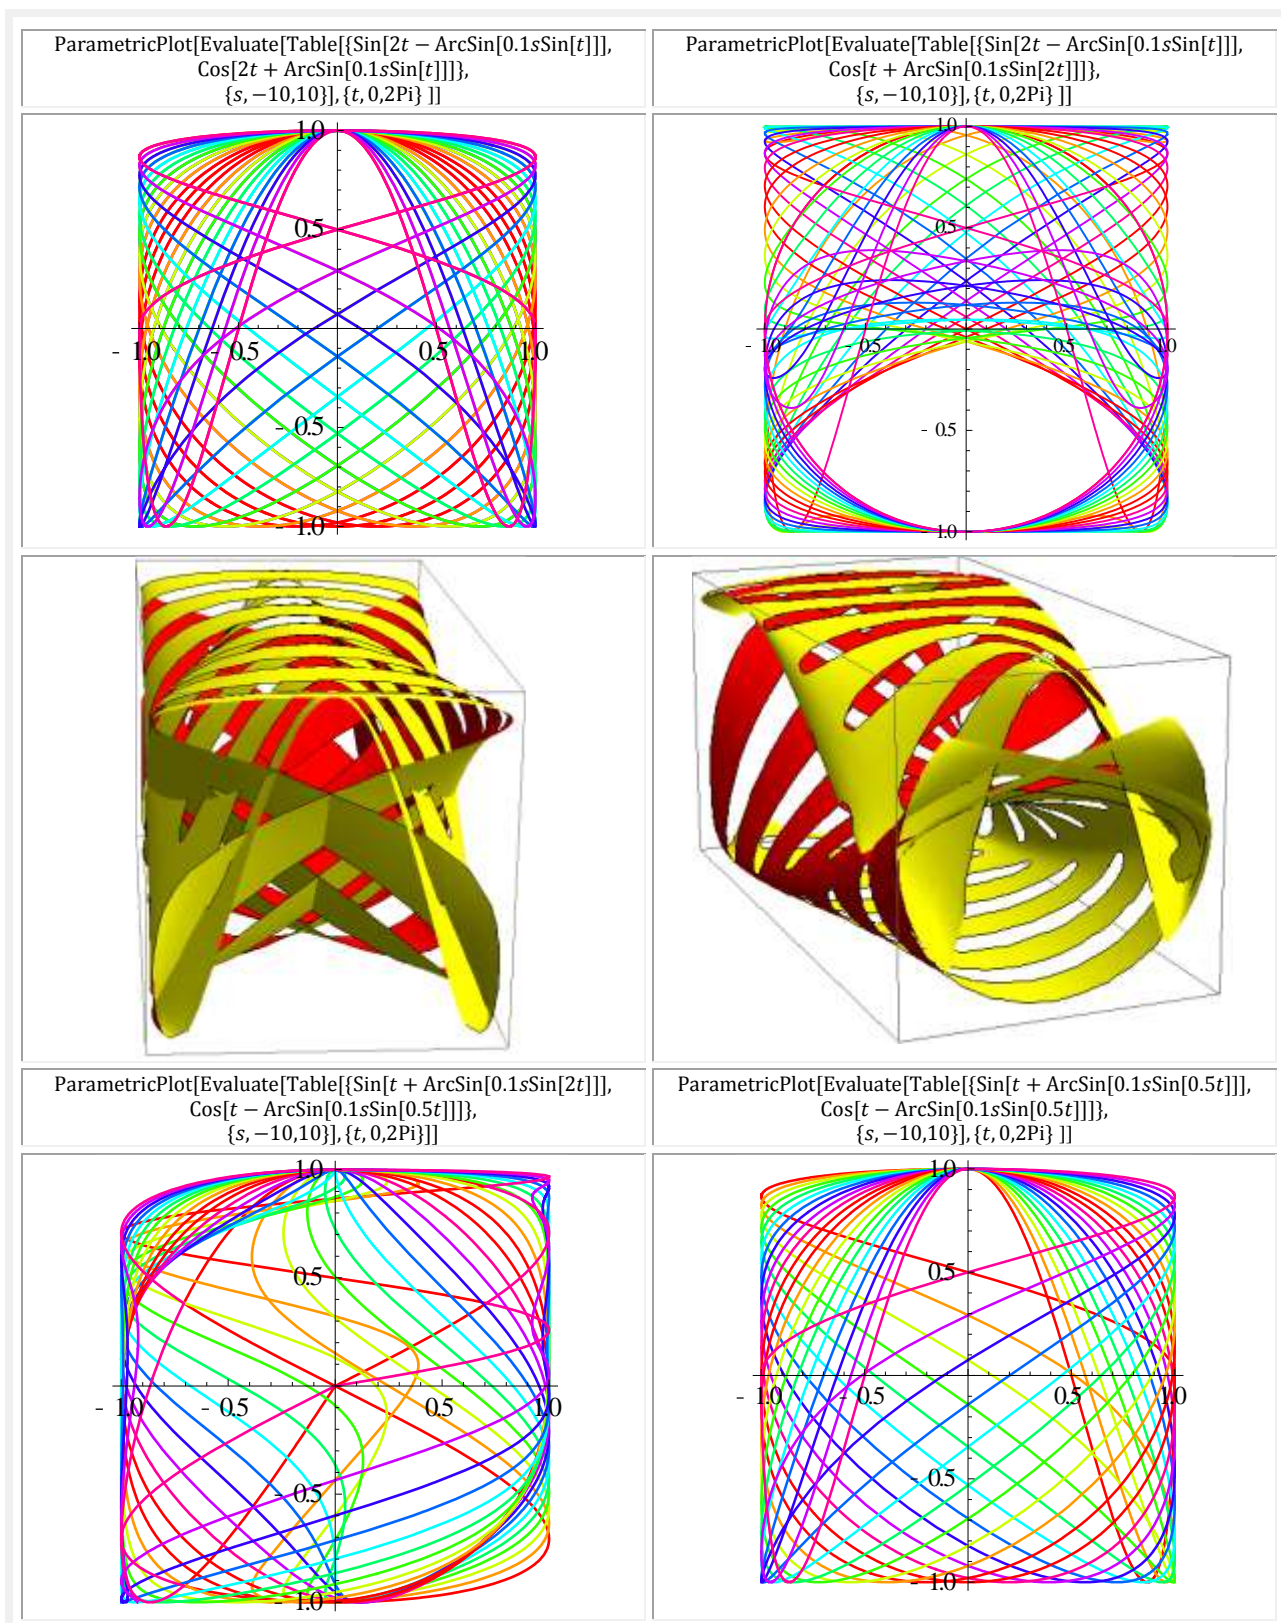 ParametricPlot[Evaluate[Table[{Sin[2t − ArcSin[0.1sSin[t]]],
Cos[2t + ArcSin[0.1sSin[t]]]},
{s, −10,10}], {t, 0,2Pi} ]]
ParametricPlot[Evaluate[Table[{Sin[2t − ArcSin[0.1sSin[t]]],
Cos[t + ArcSin[0.1sSin[2t]]]},
{s, −10,10}], {t, 0,2Pi} ]]
1.0
0.5
- 1.0 - 0.5 0.5 1.0
- 0.5
- 1.0
1.0
0.5
- 1.0 - 0.5 0.5 1.0
- 0.5
- 1.0
ParametricPlot[Evaluate[Table[{Sin[t + ArcSin[0.1sSin[2t]]],
Cos[t − ArcSin[0.1sSin[0.5t]]]},
{s, −10,10}], {t, 0,2Pi}]]
ParametricPlot[Evaluate[Table[{Sin[t + ArcSin[0.1sSin[0.5t]]],
Cos[t − ArcSin[0.1sSin[0.5t]]]},
{s, −10,10}], {t, 0,2Pi} ]]
1.0
0.5
- 1.0 - 0.5 0.5 1.0
- 0.5
- 1.0
1.0
0.5
- 1.0 - 0.5 0.5 1.0
- 0.5
- 1.0